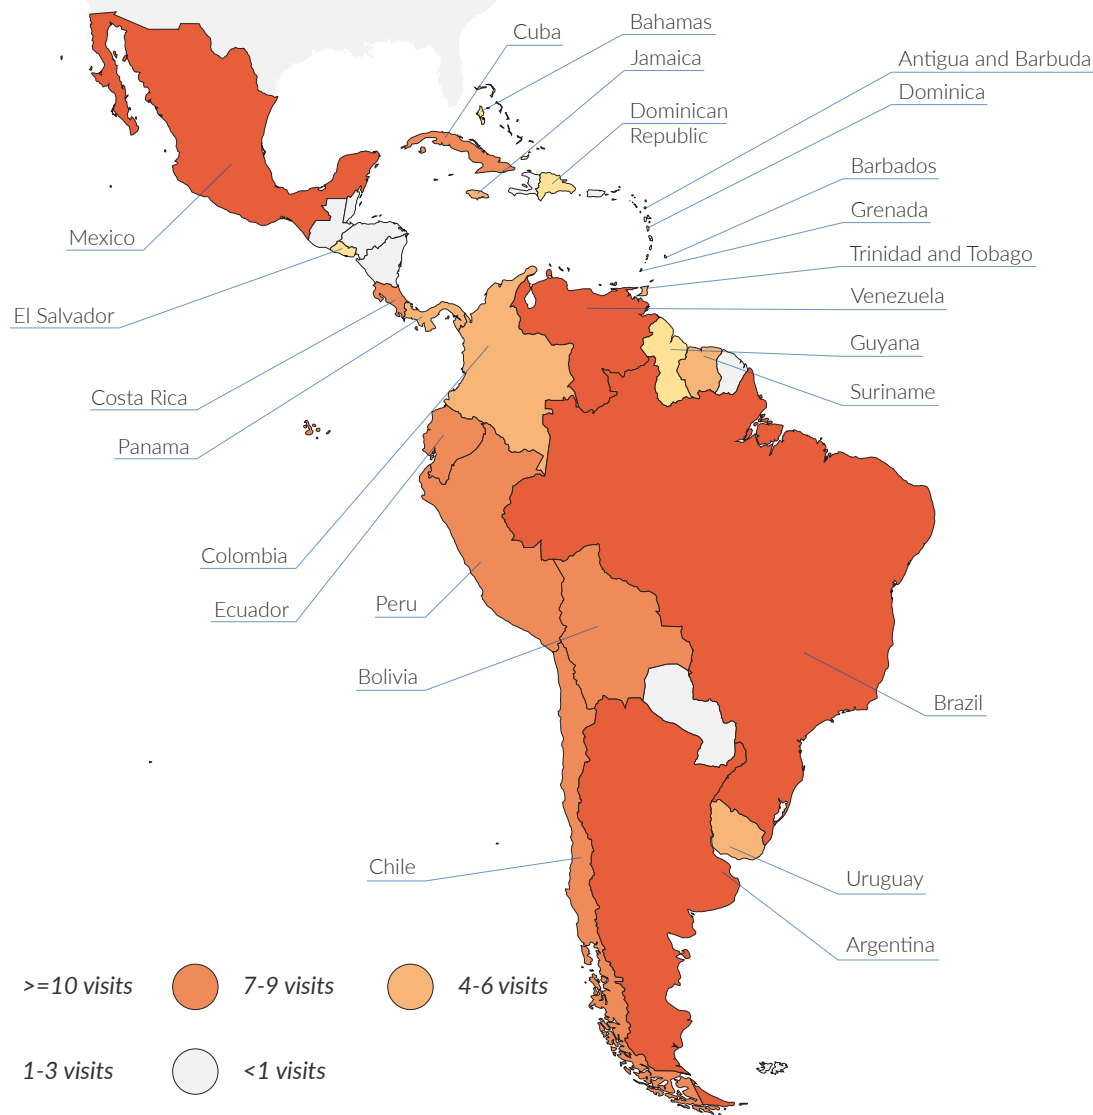 Cuba
Bahamas
Jamaica
Antigua and Barbuda
Dominica
Dominican
Republic
Barbados
Grenada
Mexico
Trinidad and Tobago
Venezuela
El Salvador
Guyana
Costa Rica
Suriname
Panama
Colombia
Ecuador
Peru
Bolivia
Brazil
Chile
Uruguay
Argentina
>=10 visits
7-9 visits
4-6 visits
1-3 visits
<1 visits